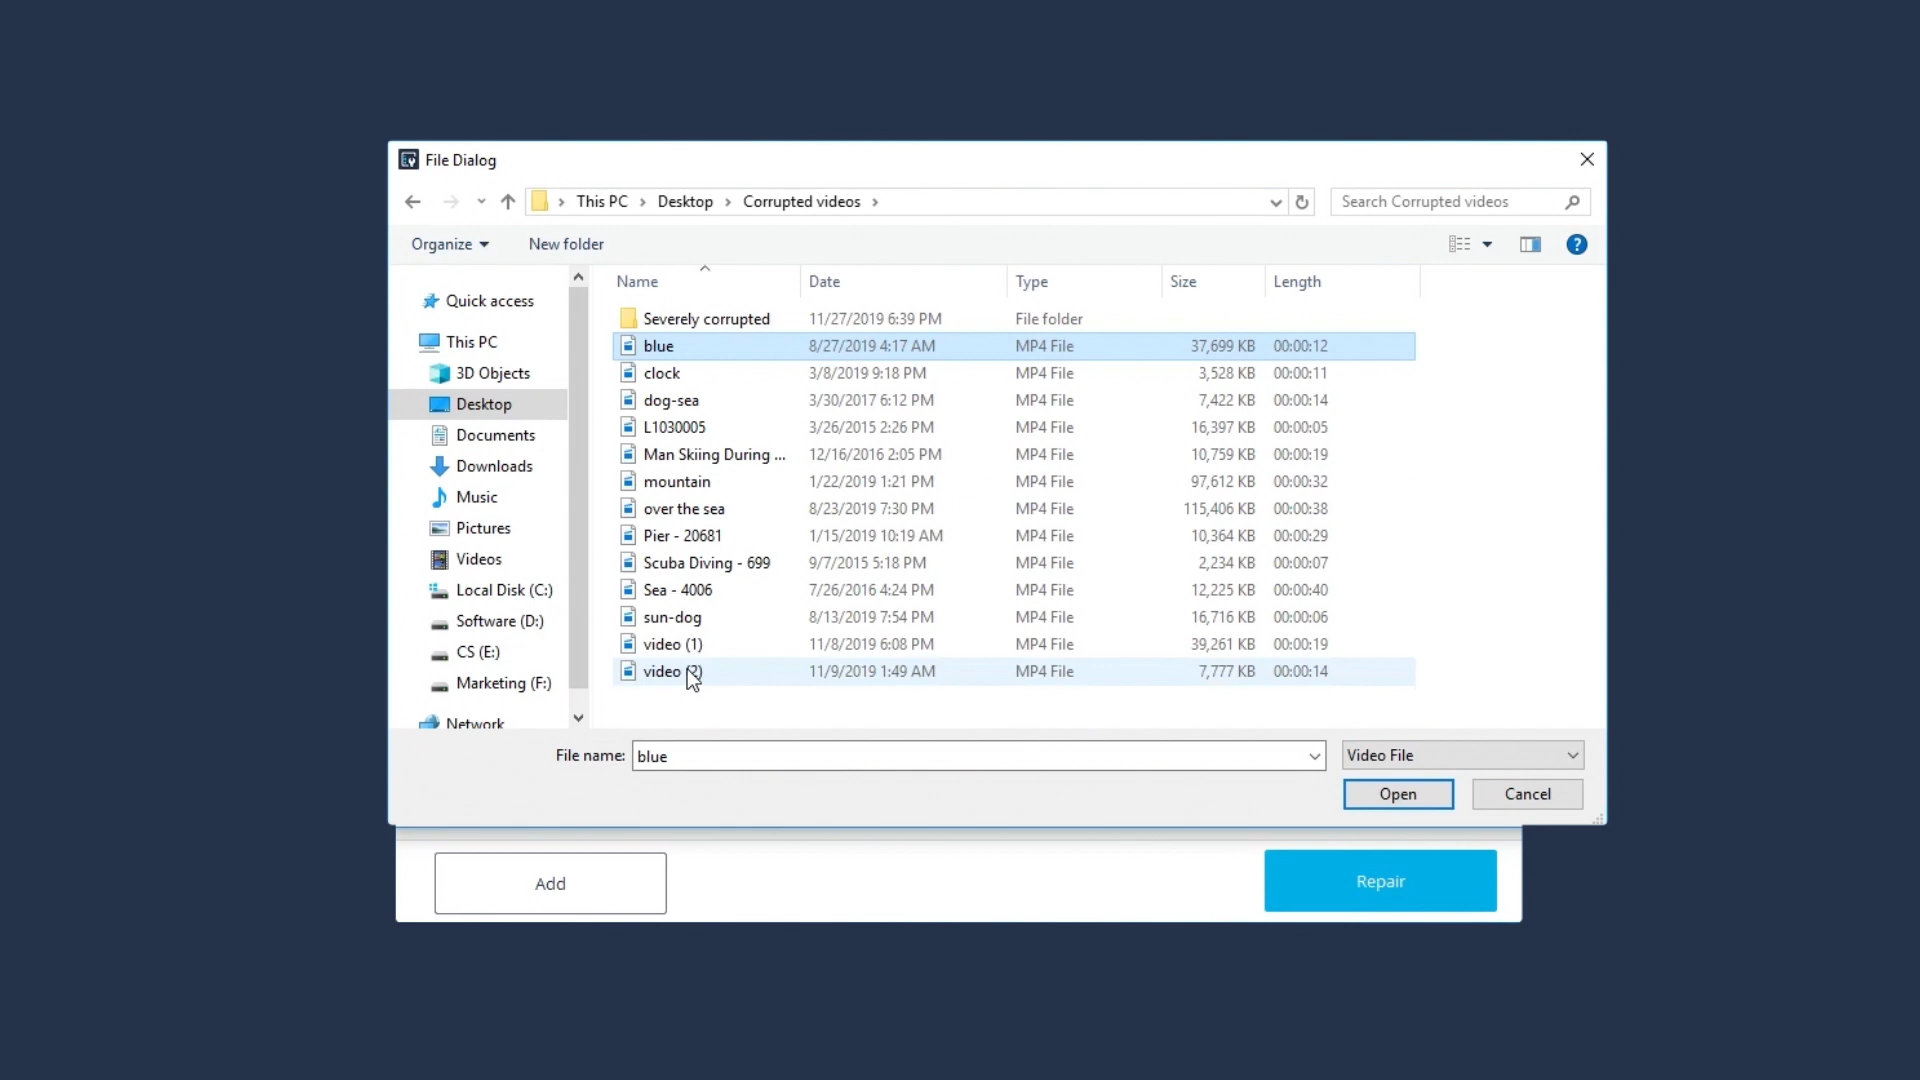 File Dialog
This PC > Desktop > Corrupted videos >
Search Corrupted videos
Organize
New folder
?
Name Date Type Size Length
Quick access
This PC
3D Objects
Desktop
Documents
Downloads
Music
Pictures
Videos
Local Disk (C:)
Software (D:)
CS (E:)
Marketing (F:)
Network
Severely corrupted 11/27/2019 6:39 PM File folder
blue 8/27/2019 4:17 AM MP4 File 37,699 KB 00:00:12
clock 3/8/2019 9:18 PM MP4 File 3,528 KB 00:00:11
dog-sea 3/30/2017 6:12 PM MP4 File 7,422 KB 00:00:14
L1030005 3/26/2015 2:26 PM MP4 File 16,397 KB 00:00:05
Man Skiing During ... 12/16/2016 2:05 PM MP4 File 10,759 KB 00:00:19
mountain 1/22/2019 1:21 PM MP4 File 97,612 KB 00:00:32
over the sea 8/23/2019 7:30 PM MP4 File 115,406 KB 00:00:38
Pier - 20681 1/15/2019 10:19 AM MP4 File 10,364 KB 00:00:29
Scuba Diving - 699 9/7/2015 5:18 PM MP4 File 2,234 KB 00:00:07
Sea - 4006 7/26/2016 4:24 PM MP4 File 12,225 KB 00:00:40
sun-dog 8/13/2019 7:54 PM MP4 File 16,716 KB 00:00:06
video (1) 11/8/2019 6:08 PM MP4 File 39,261 KB 00:00:19
video (2) 11/9/2019 1:49 AM MP4 File 7,777 KB 00:00:14
File name: blue
Video File
Open
Cancel
Add
Repair